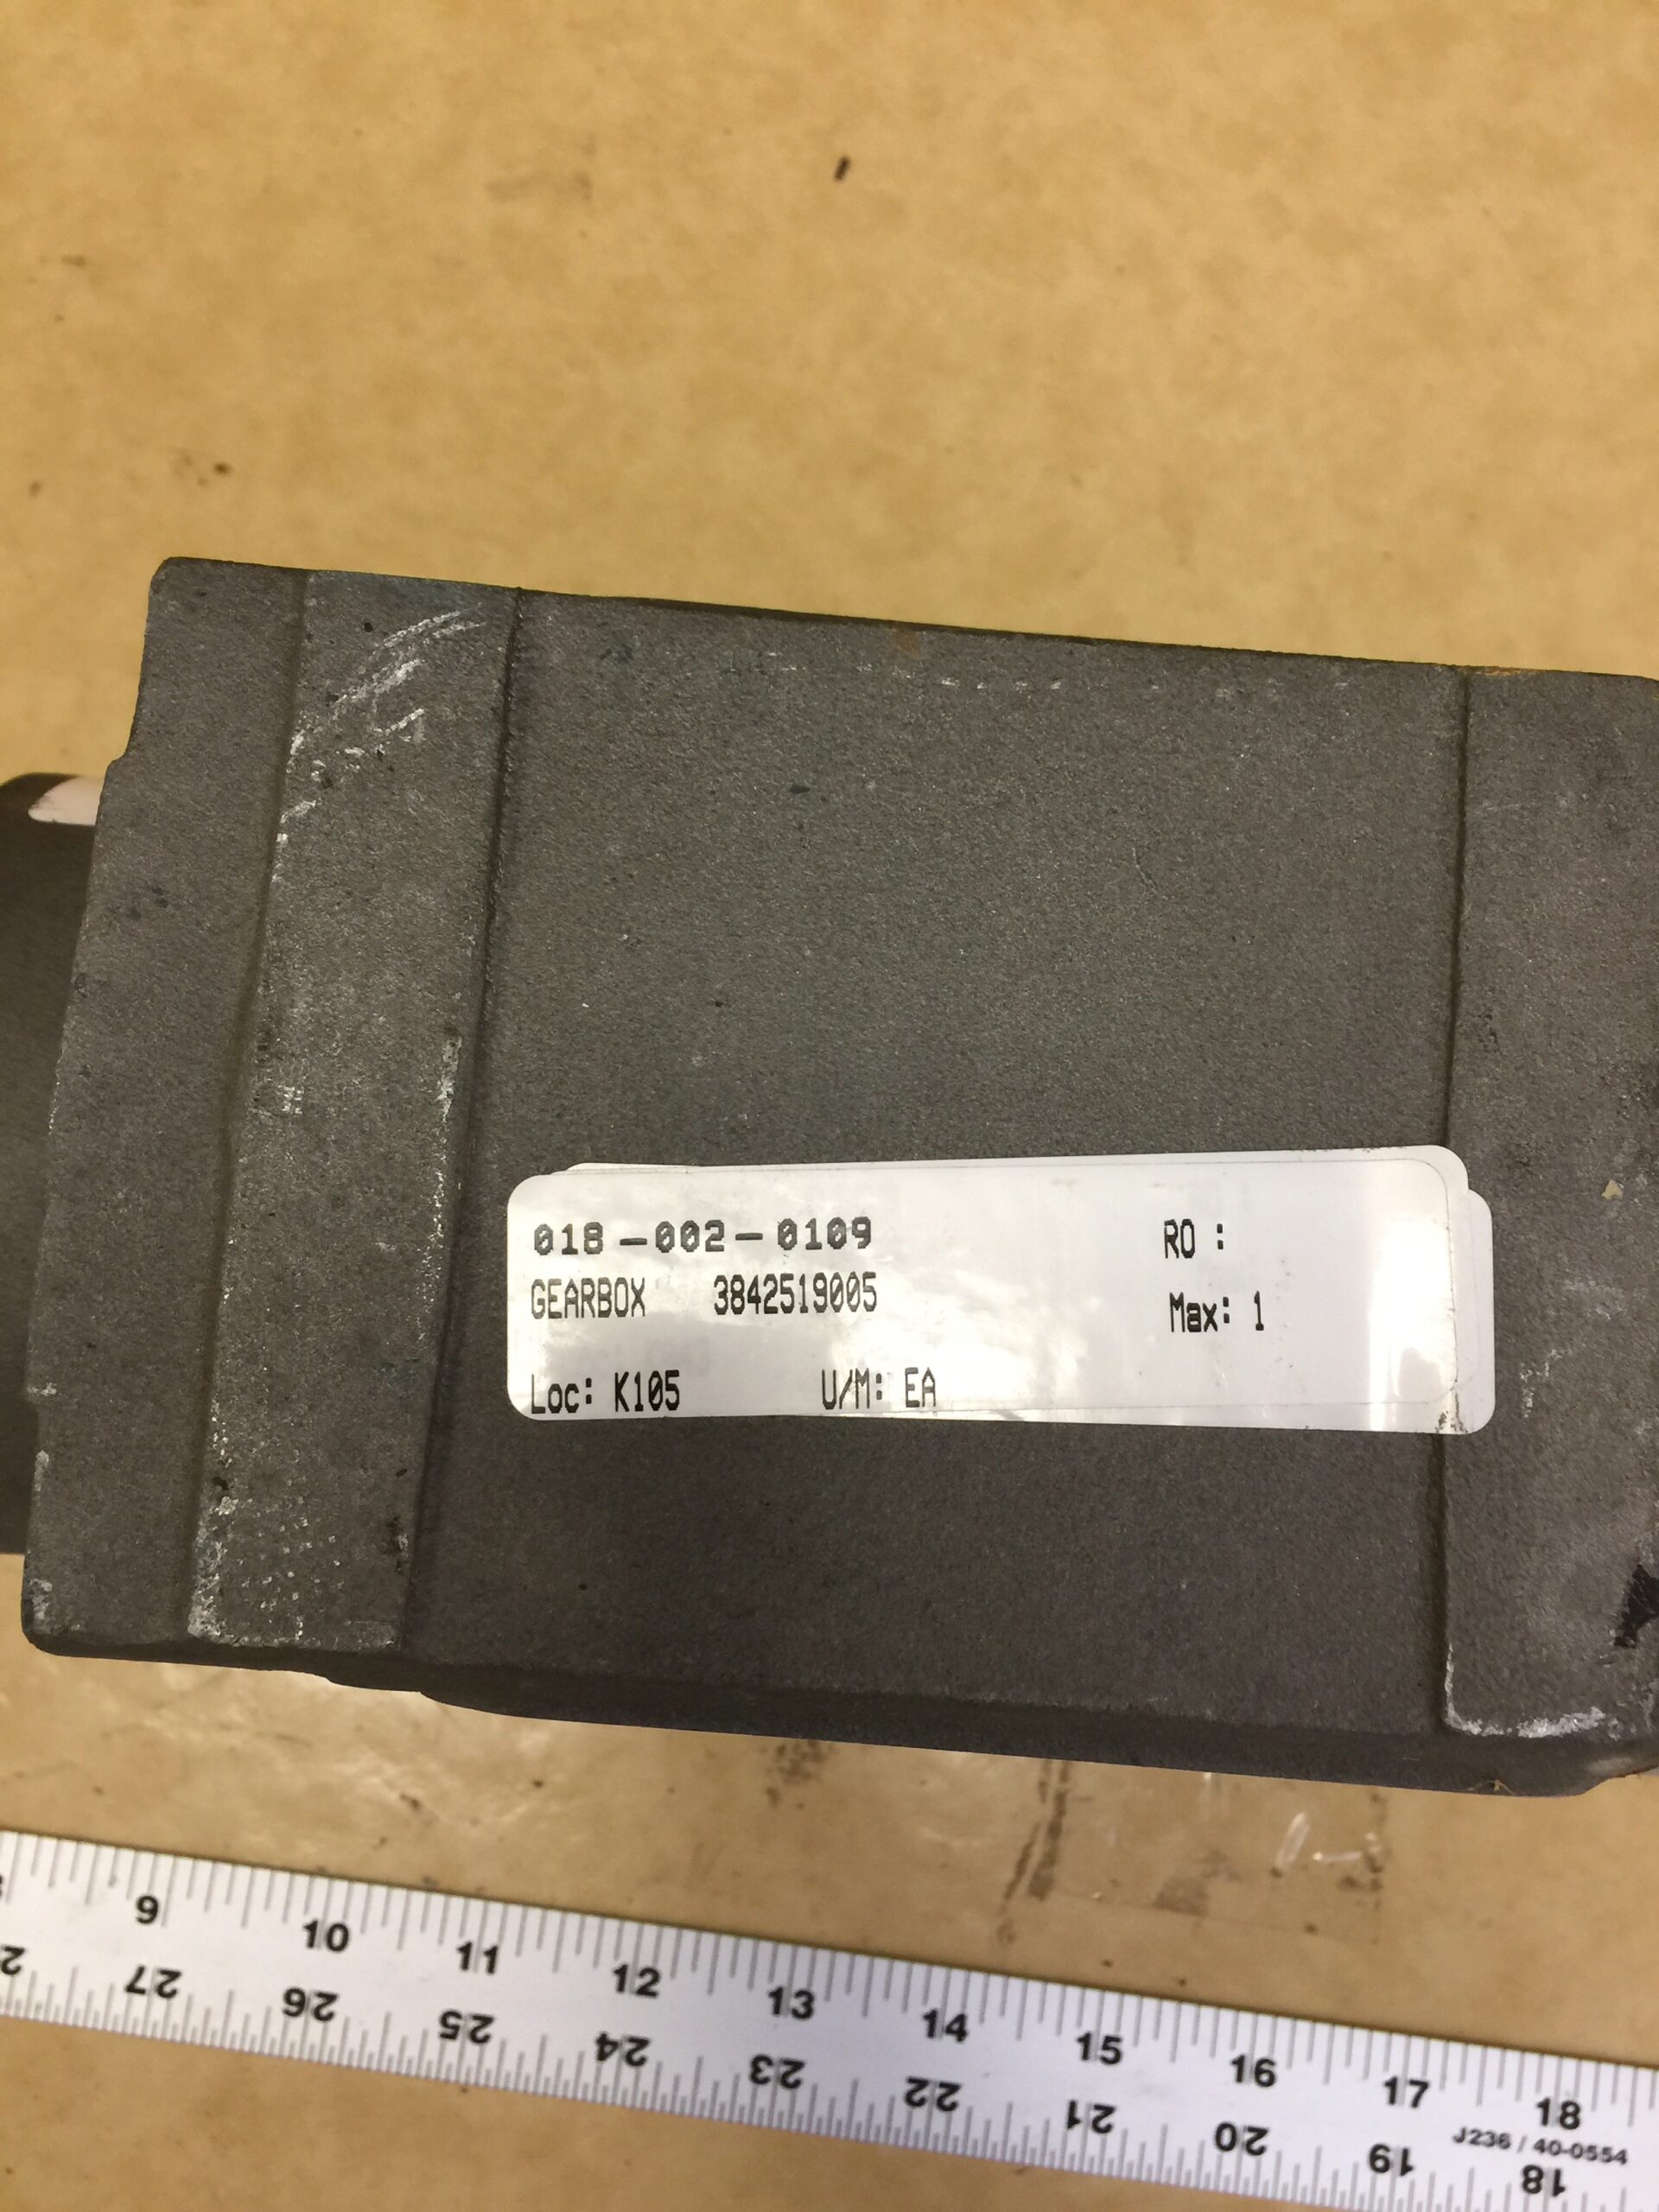 018-002-0109 RO :
GEARBOX 3842519005 Max: 1
Loc: K105 U/M: EA
9 10 11 12 13 14 15 16 17 18
27 26 25 24 23 22 21 20 19 18
J236 / 40-0554